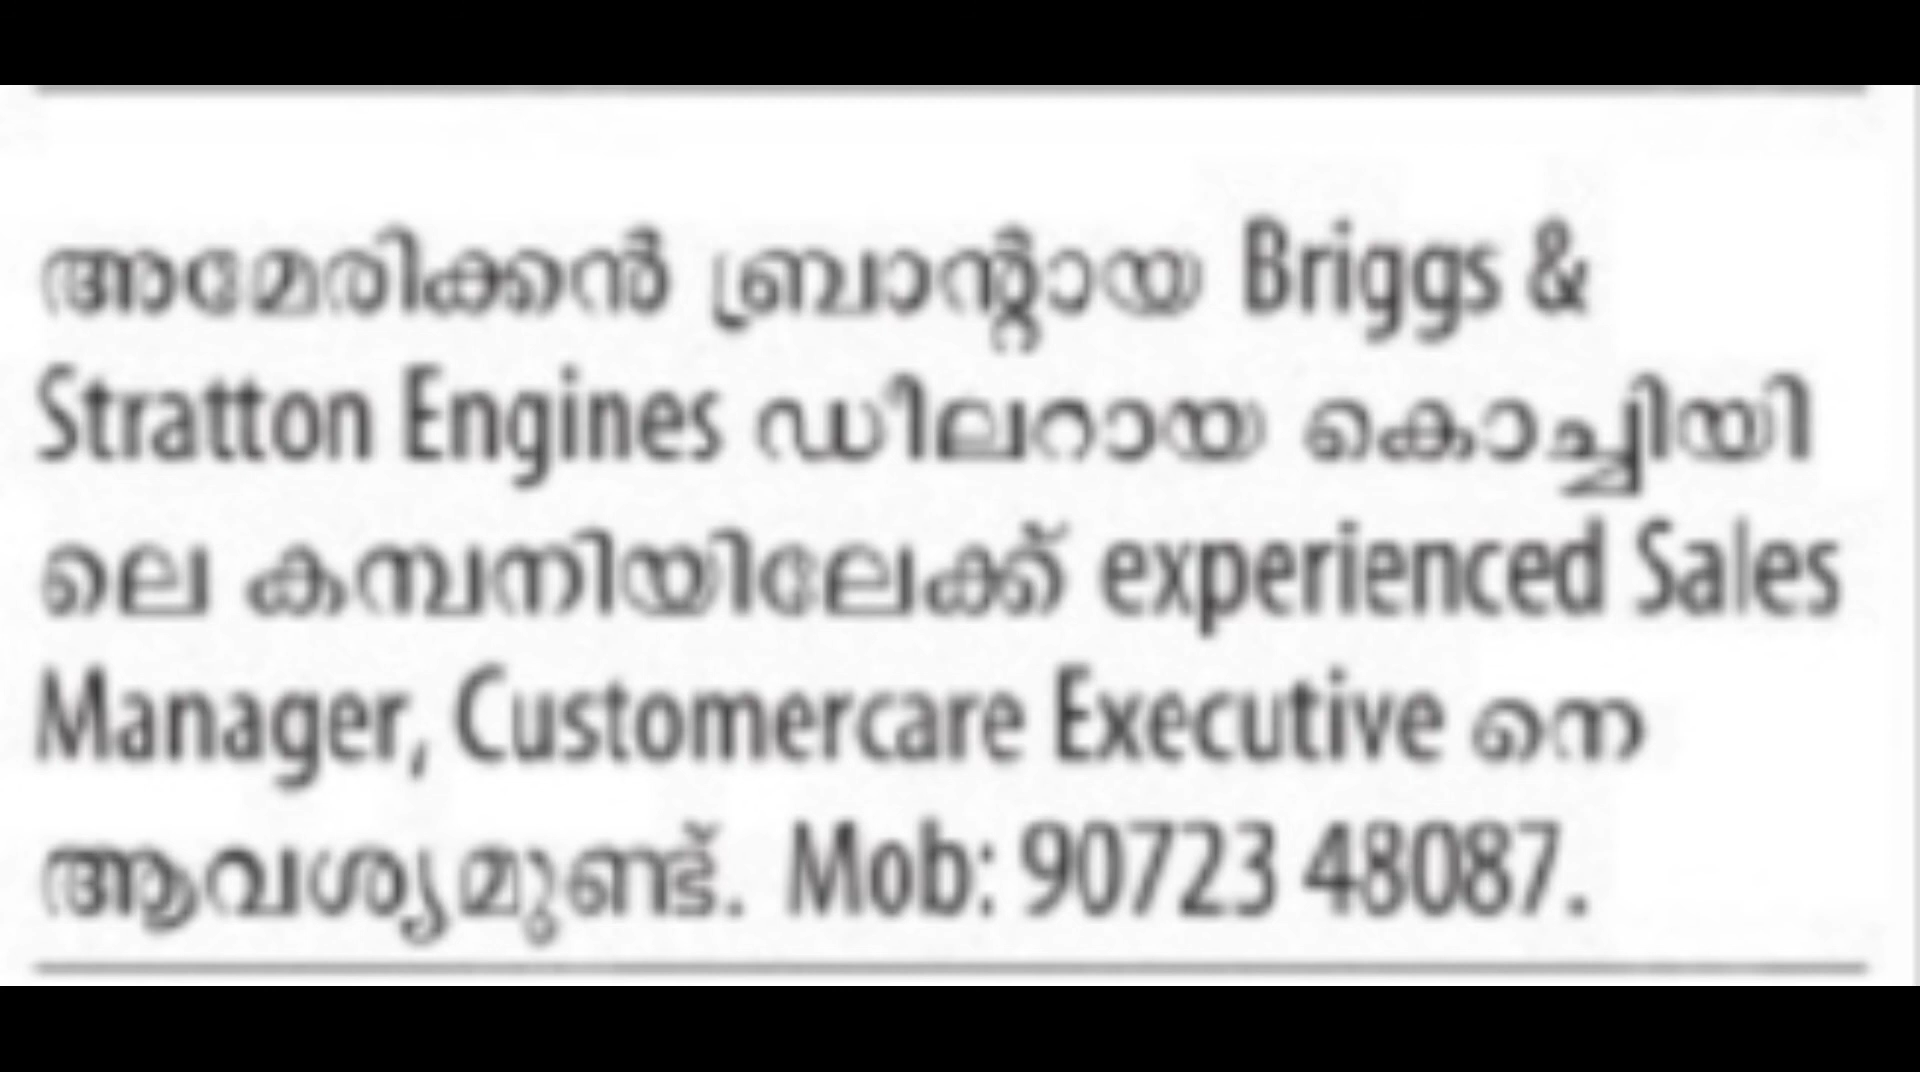 അമേരിക്കൻ ബ്രാന്റായ Briggs &
Stratton Engines ഡീലറായ കൊച്ചിയി
ലെ കമ്പനിയിലേക്ക് experienced Sales
Manager, Customercare Executive നെ
ആവശ്യമുണ്ട്. Mob: 90723 48087.